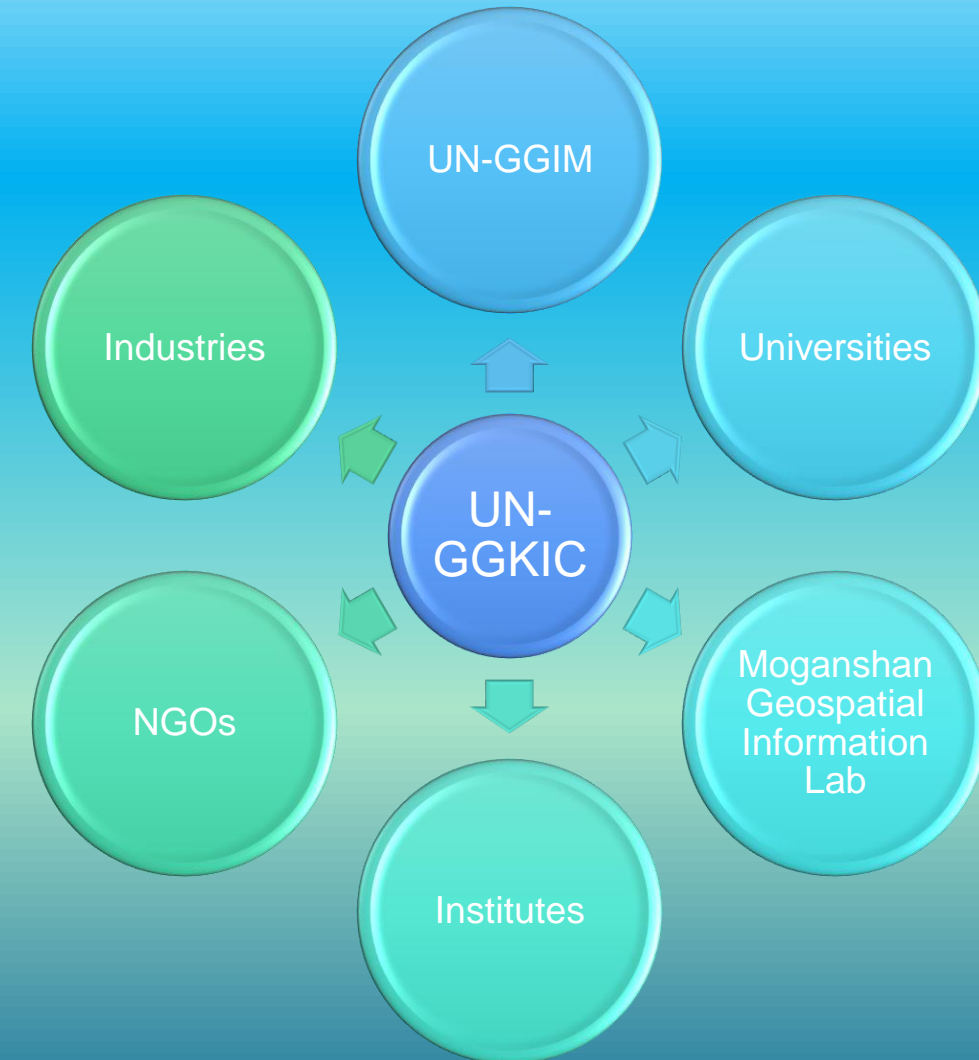 UN-GGIM
Industries
Universities
UN-
GGKIC
NGOs
Moganshan
Geospatial
Information
Lab
Institutes